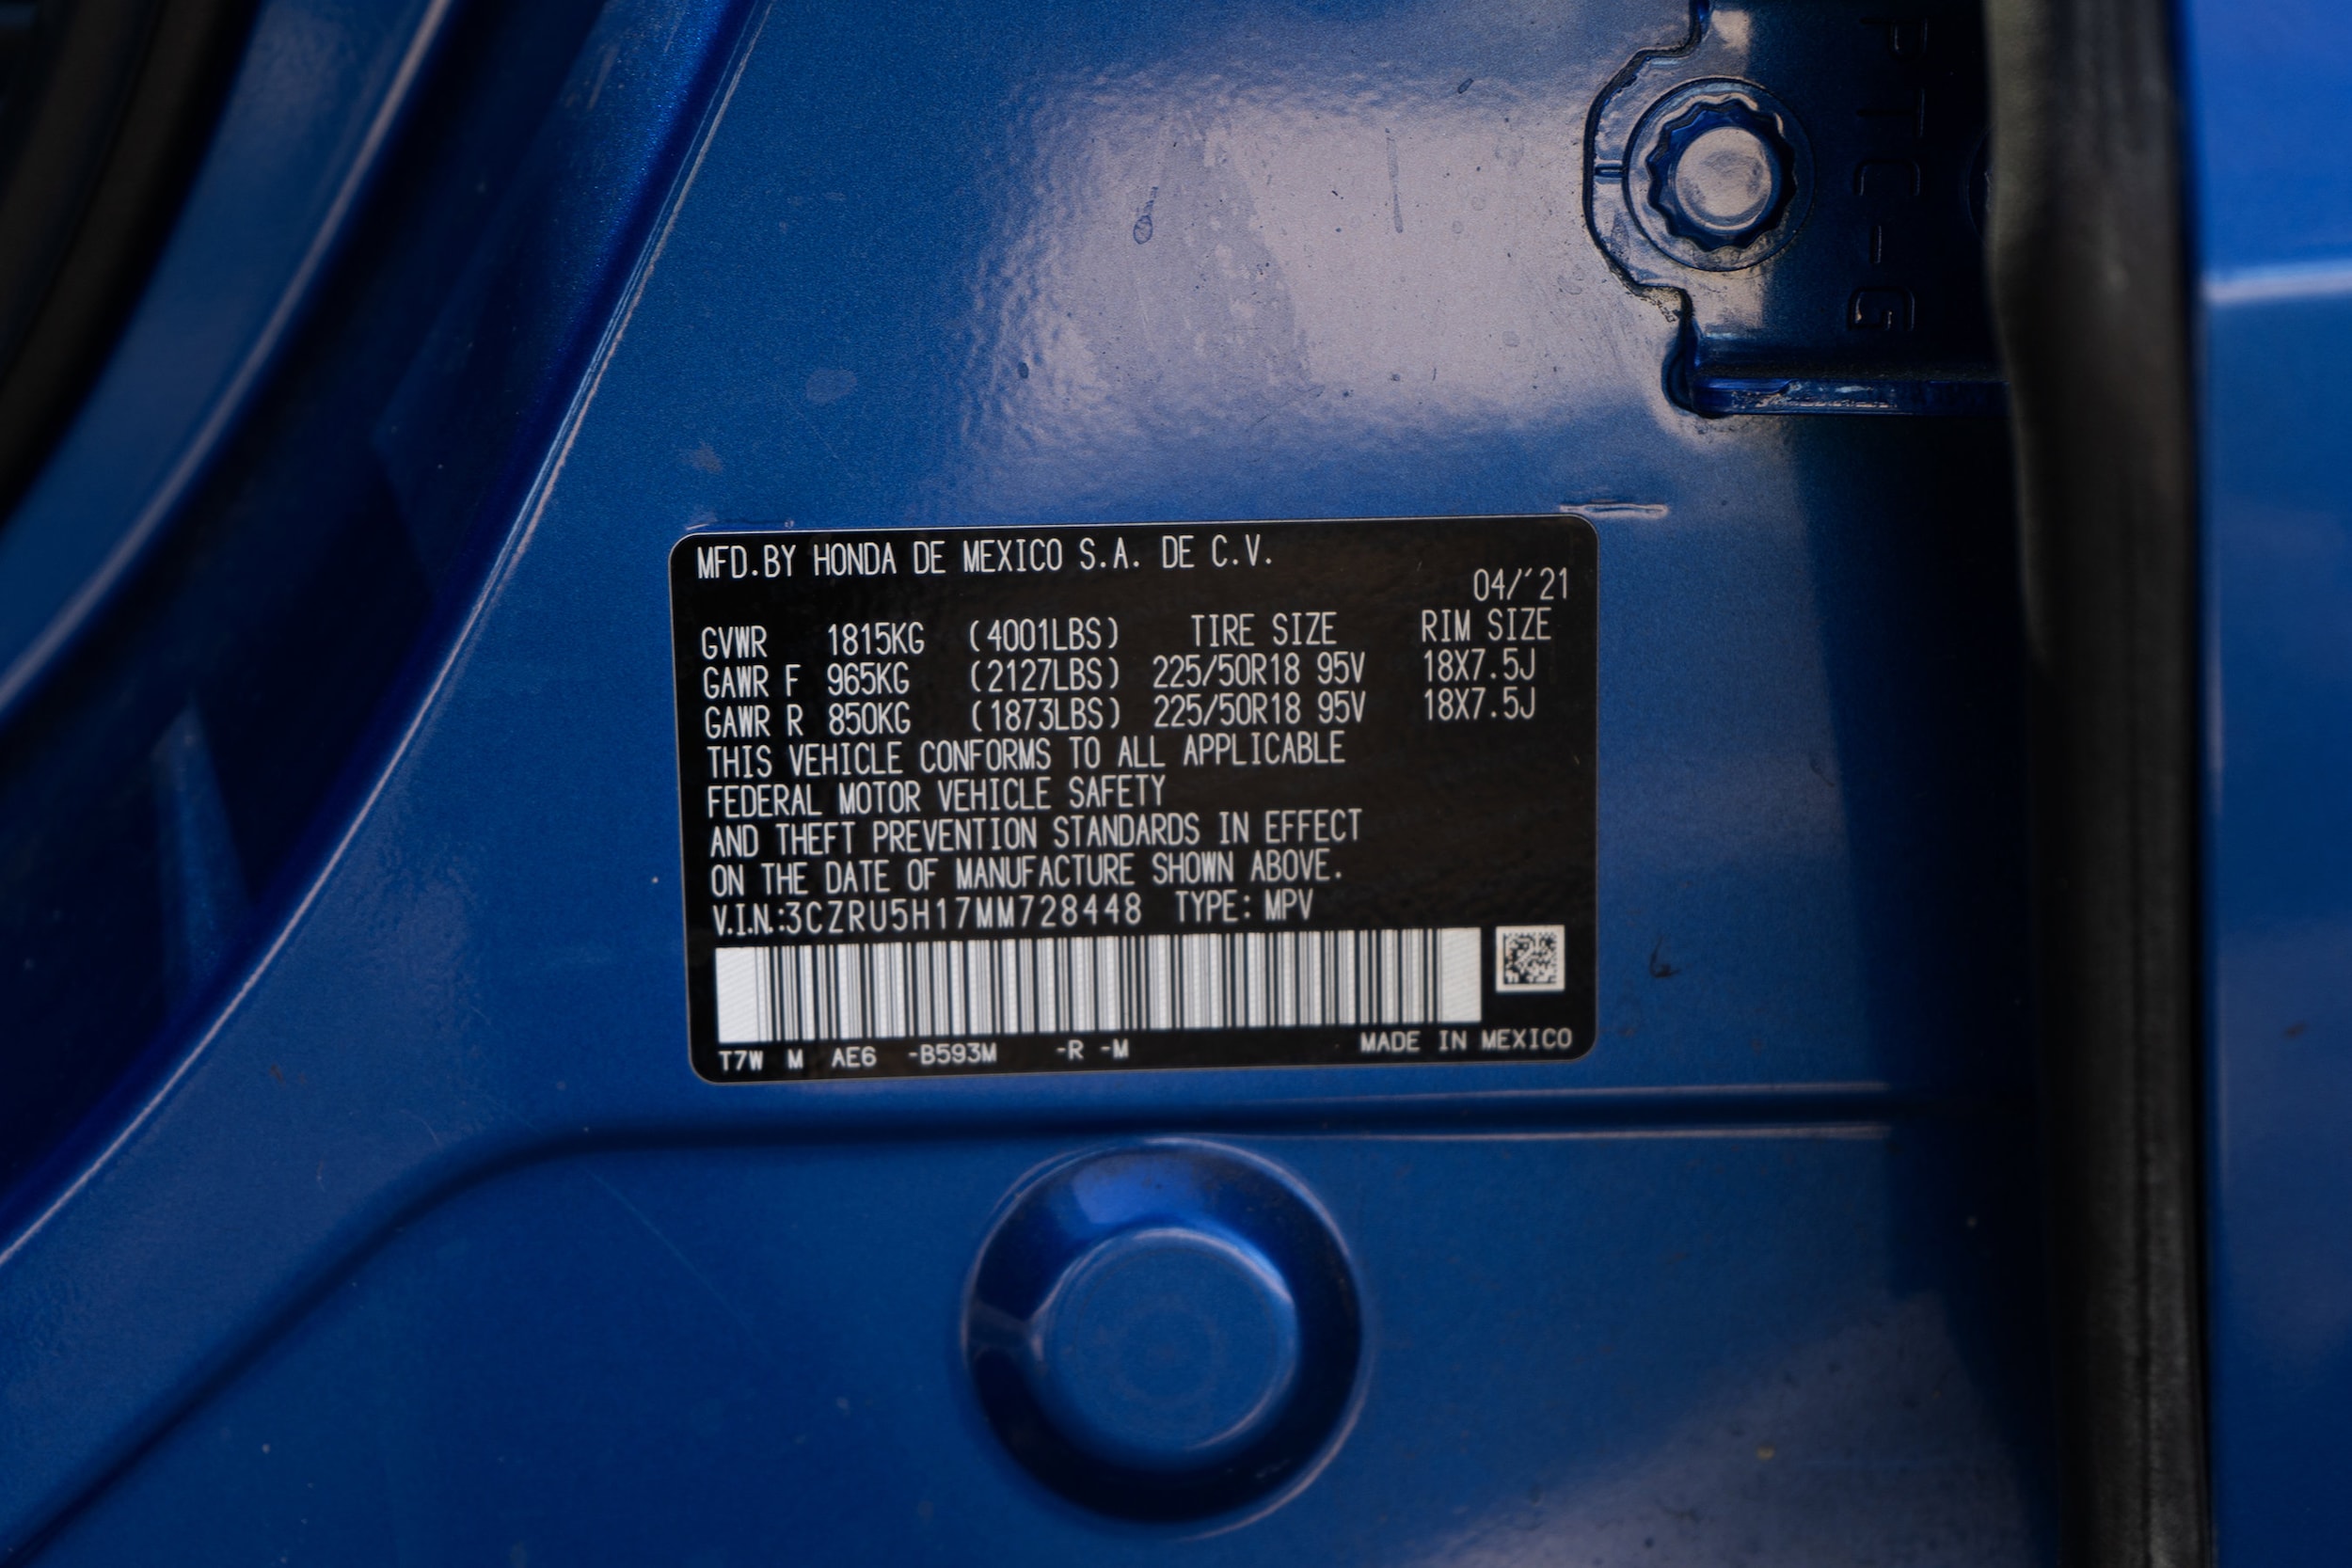 PTC-G
MFD.BY HONDA DE MEXICO S.A. DE C.V.
04/'21
GVWR 1815KG (4001LBS) TIRE SIZE RIM SIZE
GAWR F 965KG (2127LBS) 225/50R18 95V 18X7.5J
GAWR R 850KG (1873LBS) 225/50R18 95V 18X7.5J
THIS VEHICLE CONFORMS TO ALL APPLICABLE
FEDERAL MOTOR VEHICLE SAFETY
AND THEFT PREVENTION STANDARDS IN EFFECT
ON THE DATE OF MANUFACTURE SHOWN ABOVE.
V.I.N.:3CZRU5H17MM728448 TYPE: MPV
T7W M AE6 -B593M -R -M MADE IN MEXICO